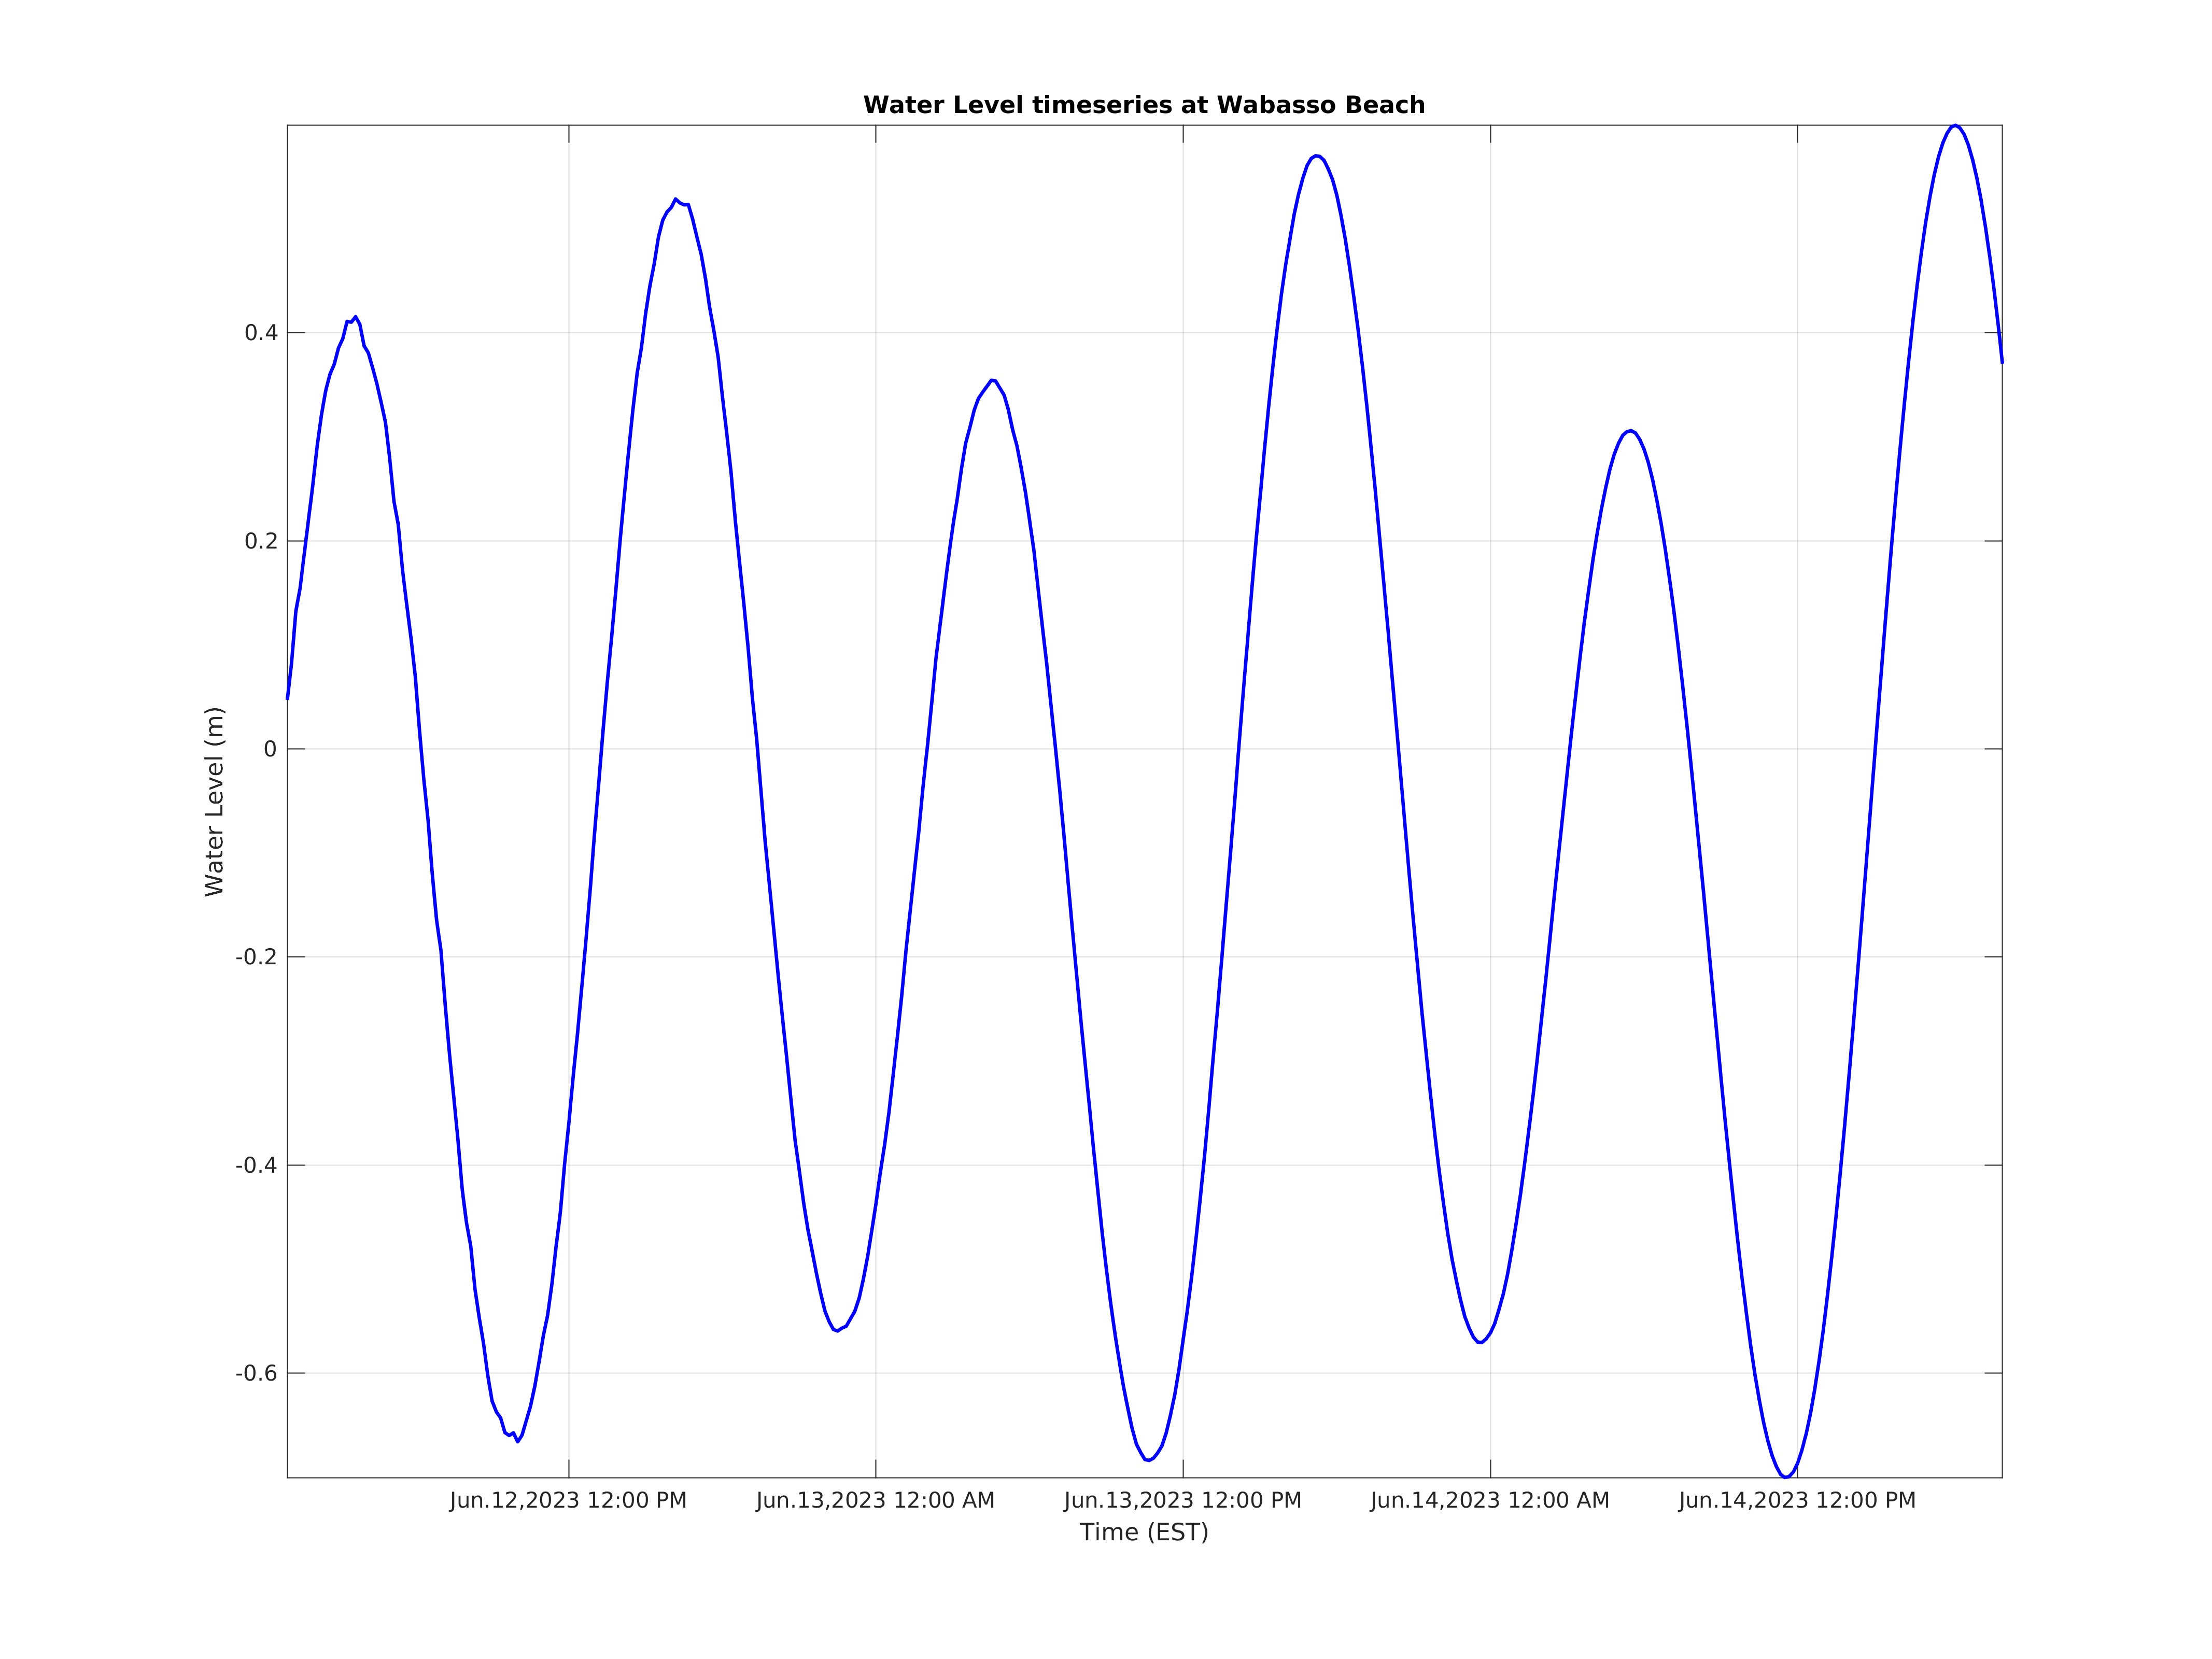 Water Level timeseries at Wabasso Beach
0.4
0.2
0
-0.2
-0.4
-0.6
Water Level (m)
Jun.12,2023 12:00 PM
Jun.13,2023 12:00 AM
Jun.13,2023 12:00 PM
Jun.14,2023 12:00 AM
Jun.14,2023 12:00 PM
Time (EST)